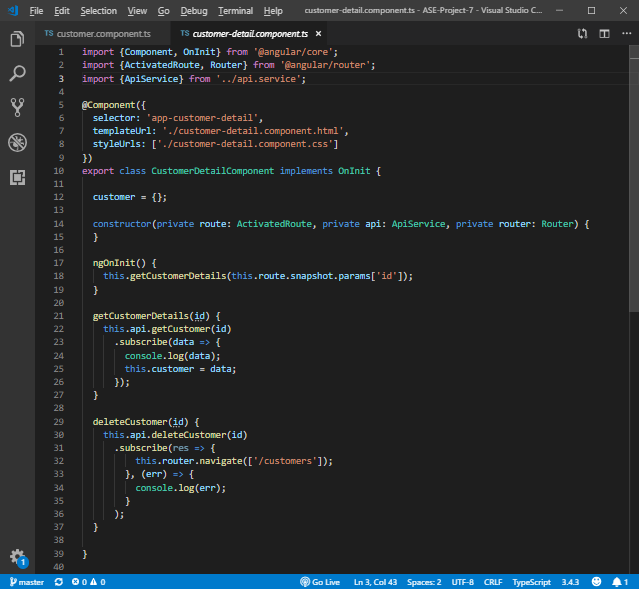 File Edit Selection View Go Debug Terminal Help customer-detail.component.ts - ASE-Project-7 - Visual Studio C...
TS customer.component.ts TS customer-detail.component.ts
1 import {Component, OnInit} from '@angular/core';
2 import {ActivatedRoute, Router} from '@angular/router';
3 import {ApiService} from '../api.service';
4
5 @Component({
6 selector: 'app-customer-detail',
7 templateUrl: './customer-detail.component.html',
8 styleUrls: ['./customer-detail.component.css']
9 })
10 export class CustomerDetailComponent implements OnInit {
11
12 customer = {};
13
14 constructor(private route: ActivatedRoute, private api: ApiService, private router: Router) {
15 }
16
17 ngOnInit() {
18 this.getCustomerDetails(this.route.snapshot.params['id']);
19 }
20
21 getCustomerDetails(id) {
22 this.api.getCustomer(id)
23 .subscribe(data => {
24 console.log(data);
25 this.customer = data;
26 });
27 }
28
29 deleteCustomer(id) {
30 this.api.deleteCustomer(id)
31 .subscribe(res => {
32 this.router.navigate(['/customers']);
33 }, (err) => {
34 console.log(err);
35 }
36 );
37 }
38
39 }
40
1
master 0 0 Go Live Ln 3, Col 43 Spaces: 2 UTF-8 CRLF TypeScript 3.4.3 1